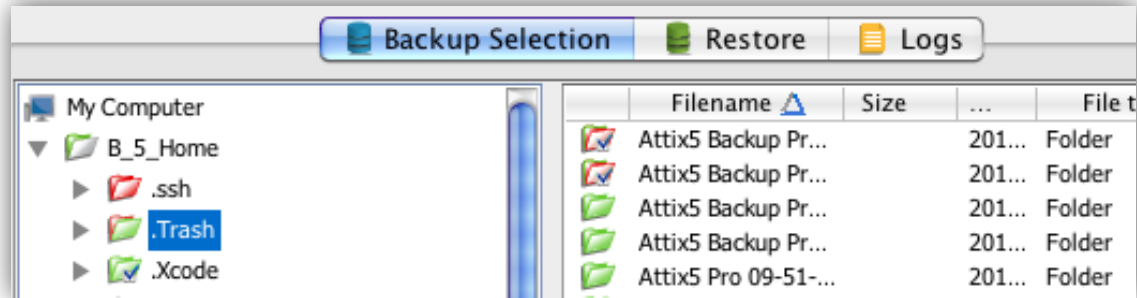 Backup Selection Restore Logs
My Computer
B_5_Home
.ssh
.Trash
.Xcode
Filename Size ... File t
Attix5 Backup Pr... 201... Folder
Attix5 Backup Pr... 201... Folder
Attix5 Backup Pr... 201... Folder
Attix5 Backup Pr... 201... Folder
Attix5 Pro 09-51-... 201... Folder